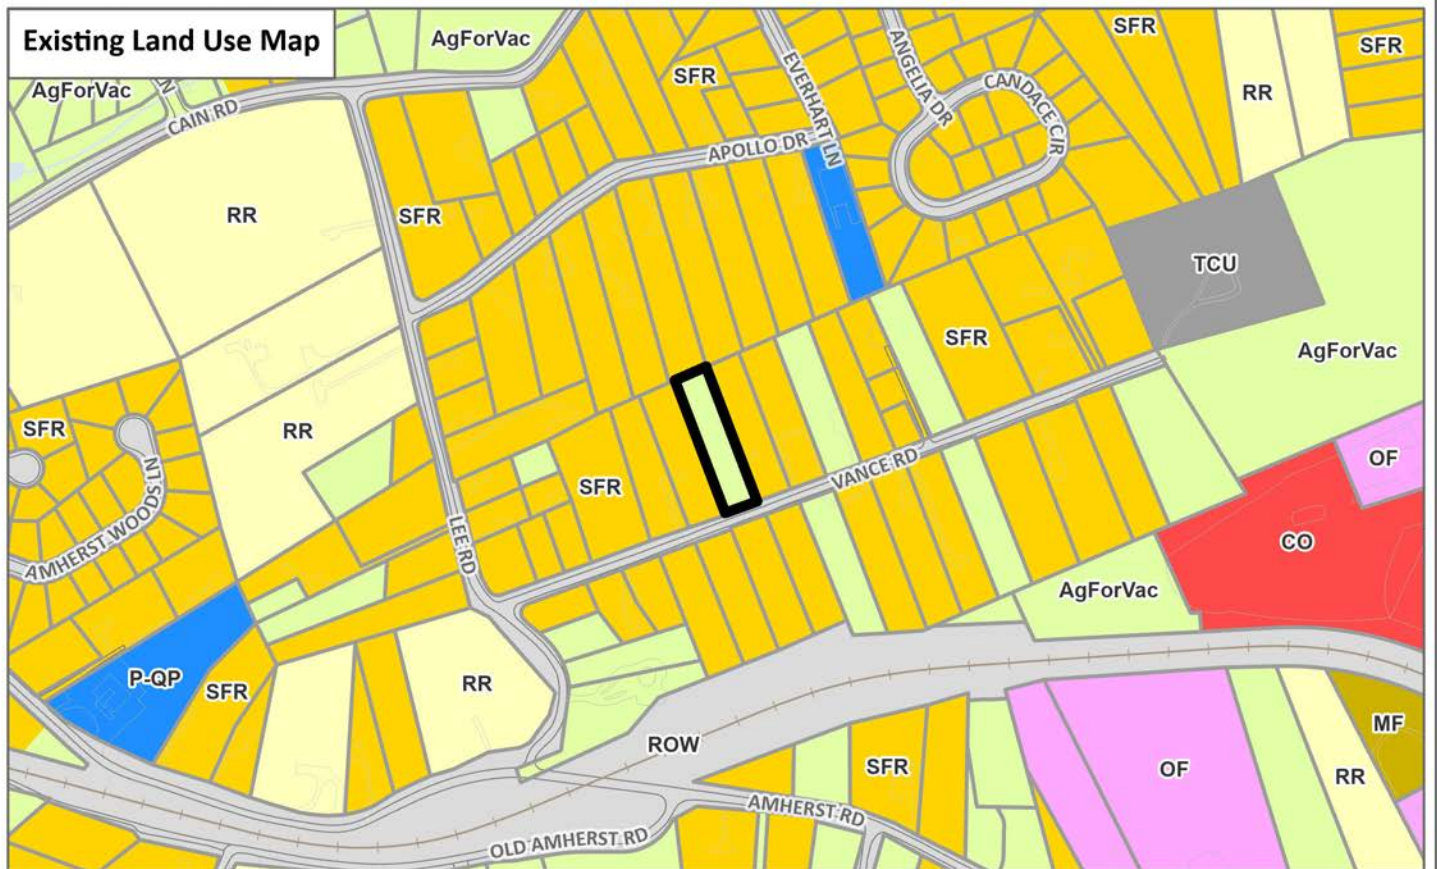 Existing Land Use Map
AgForVac
SFR
SFR
AgForVac
SFR
RR
N
CAIN RD
EVERHART LN
ANGELIA DR
CANDACE CIR
APOLLO DR
RR
SFR
TCU
SFR
AgForVac
SFR
RR
AMHERST WOODS LN
SFR
VANCE RD
OF
LEE RD
CO
AgForVac
P-QP
SFR
RR
ROW
SFR
OF
MF
RR
AMHERST RD
OLD AMHERST RD